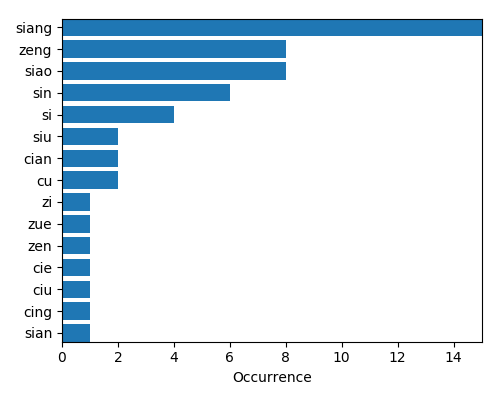 siang
zeng
siao
sin
si
siu
cian
cu
zi
zue
zen
cie
ciu
cing
sian
0 2 4 6 8 10 12 14
Occurrence